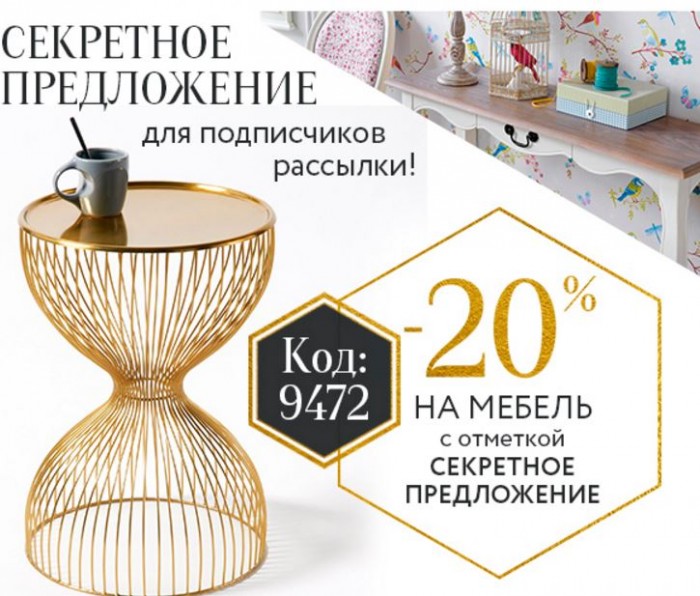 СЕКРЕТНОЕ
ПРЕДЛОЖЕНИЕ
для подписчиков
рассылки!
Код:
9472
-20%
НА МЕБЕЛЬ
с отметкой
СЕКРЕТНОЕ
ПРЕДЛОЖЕНИЕ